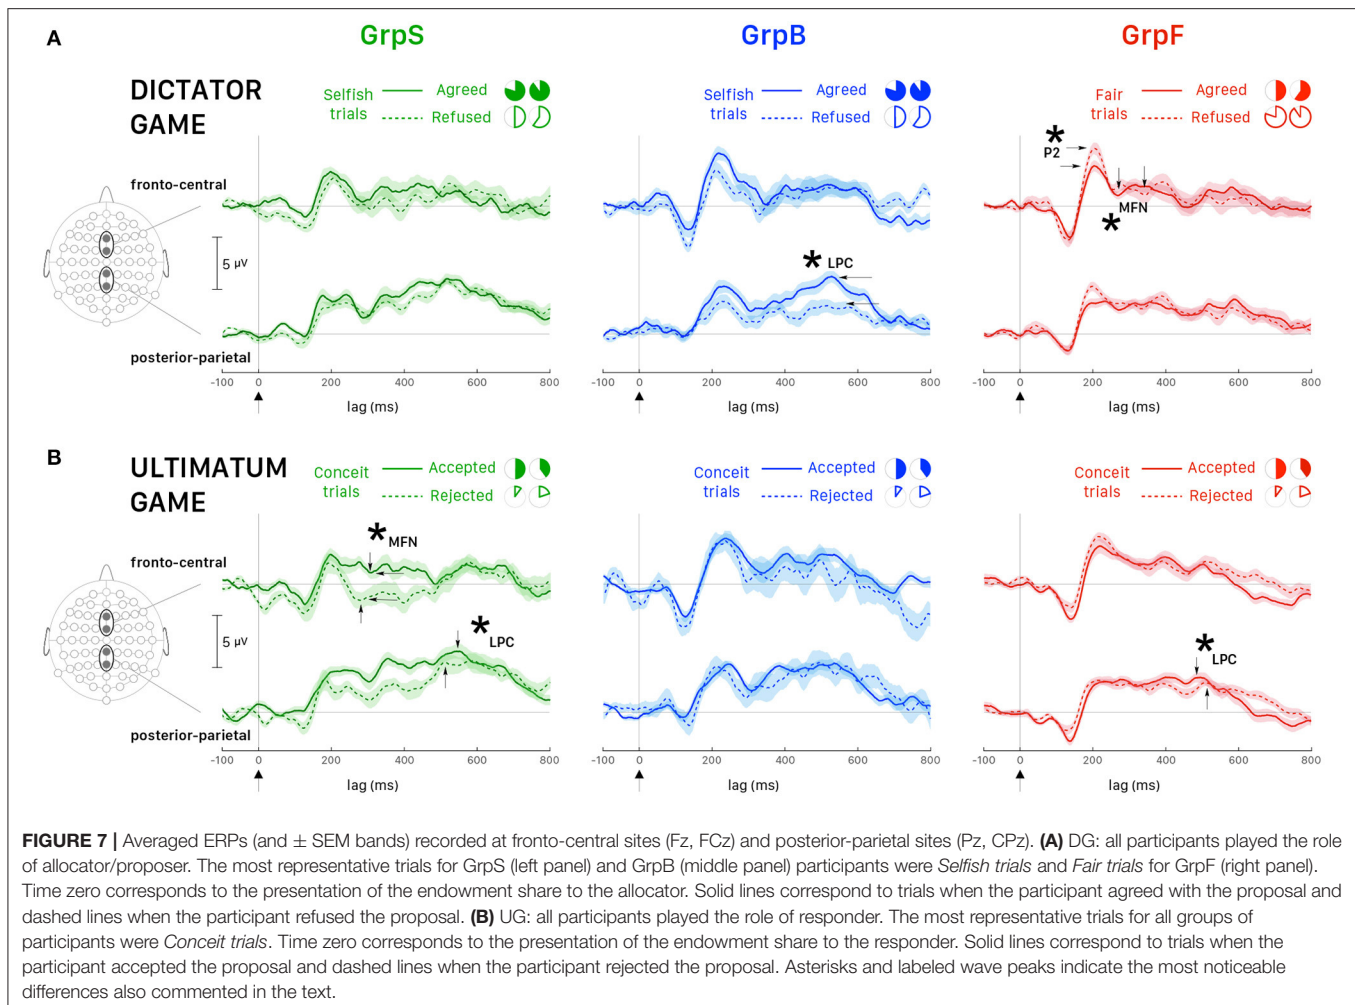 A
GrpS
GrpB
GrpF
DICTATOR
GAME
Selfish
trials
Agreed
Refused
Selfish
trials
Agreed
Refused
Fair
trials
Agreed
Refused
fronto-central
5 µV
posterior-parietal
* P2
* MFN
* LPC
-100 0 200 400 600 800
lag (ms)
-100 0 200 400 600 800
lag (ms)
-100 0 200 400 600 800
lag (ms)
B
ULTIMATUM
GAME
Conceit
trials
Accepted
Rejected
Conceit
trials
Accepted
Rejected
Conceit
trials
Accepted
Rejected
fronto-central
5 µV
posterior-parietal
* MFN
* LPC
* LPC
-100 0 200 400 600 800
lag (ms)
-100 0 200 400 600 800
lag (ms)
-100 0 200 400 600 800
lag (ms)
FIGURE 7 | Averaged ERPs (and ± SEM bands) recorded at fronto-central sites (Fz, FCz) and posterior-parietal sites (Pz, CPz). (A) DG: all participants played the role
of allocator/proposer. The most representative trials for GrpS (left panel) and GrpB (middle panel) participants were Selfish trials and Fair trials for GrpF (right panel).
Time zero corresponds to the presentation of the endowment share to the allocator. Solid lines correspond to trials when the participant agreed with the proposal and
dashed lines when the participant refused the proposal. (B) UG: all participants played the role of responder. The most representative trials for all groups of
participants were Conceit trials. Time zero corresponds to the presentation of the endowment share to the responder. Solid lines correspond to trials when the
participant accepted the proposal and dashed lines when the participant rejected the proposal. Asterisks and labeled wave peaks indicate the most noticeable
differences also commented in the text.